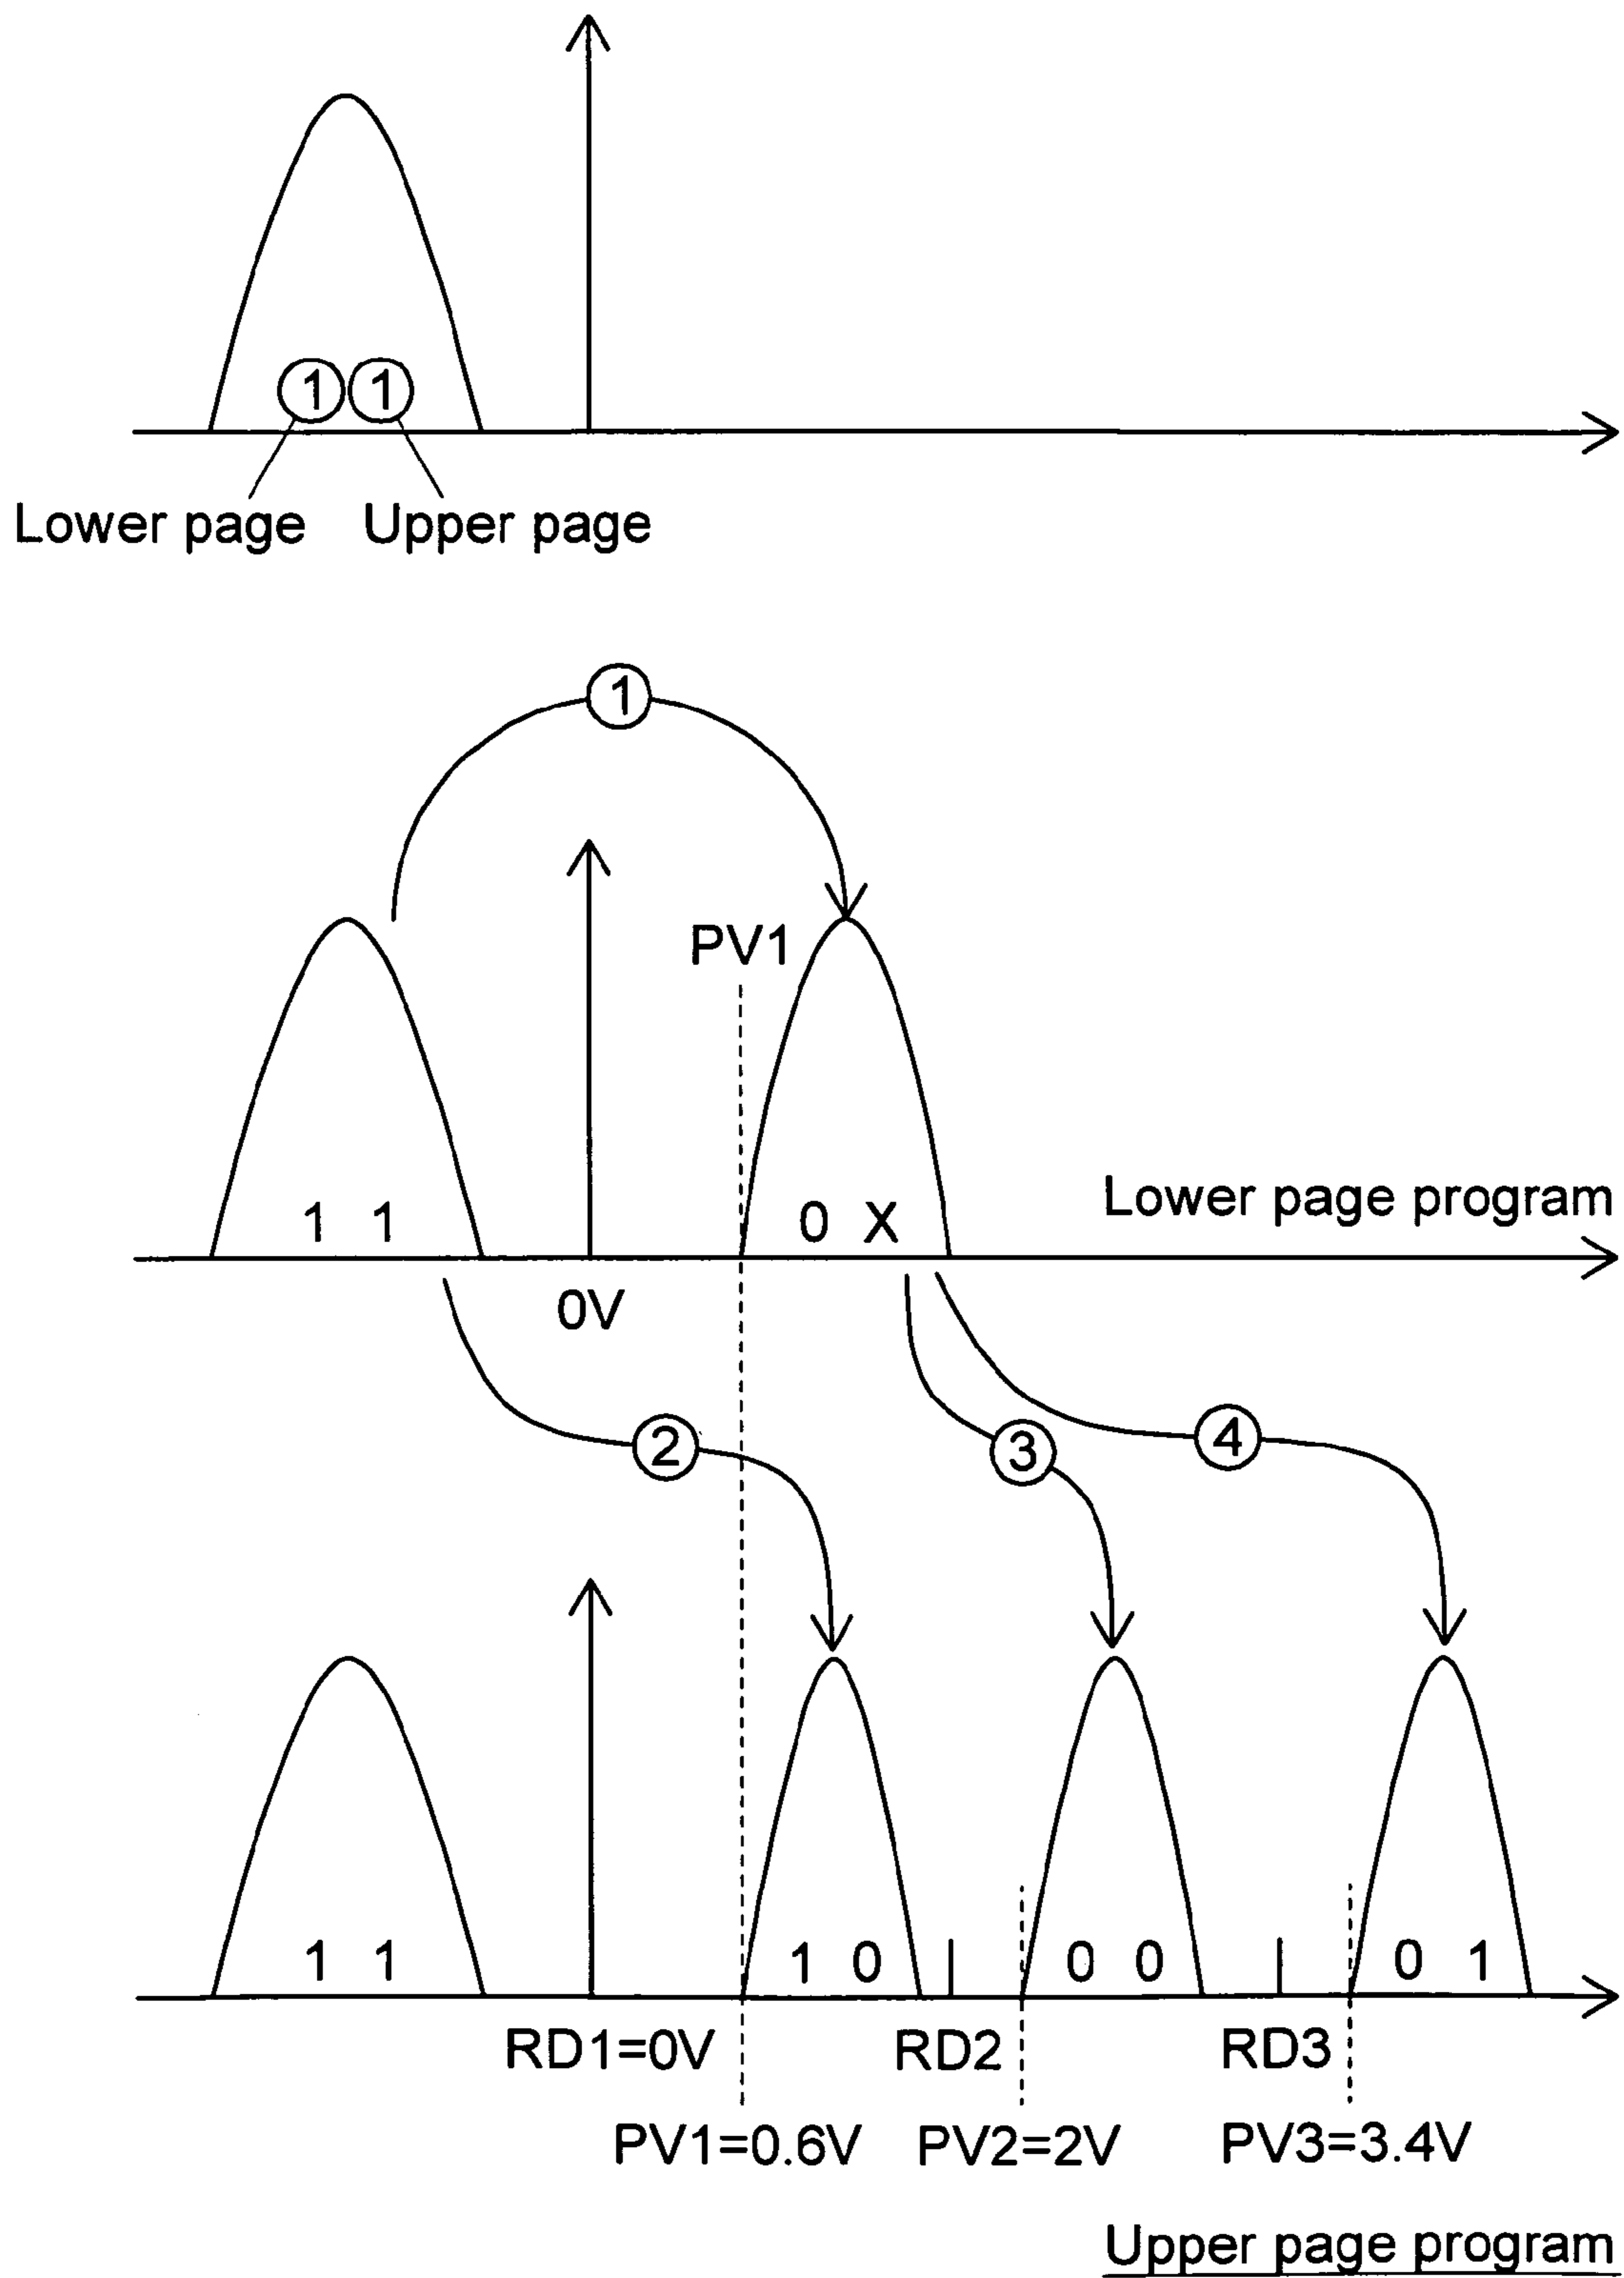 1 1
Lower page Upper page
1
PV1
1 1
0 X
Lower page program
0V
2
3
4
1 1
1 0
0 0
0 1
RD1=0V
RD2
RD3
PV1=0.6V
PV2=2V
PV3=3.4V
Upper page program